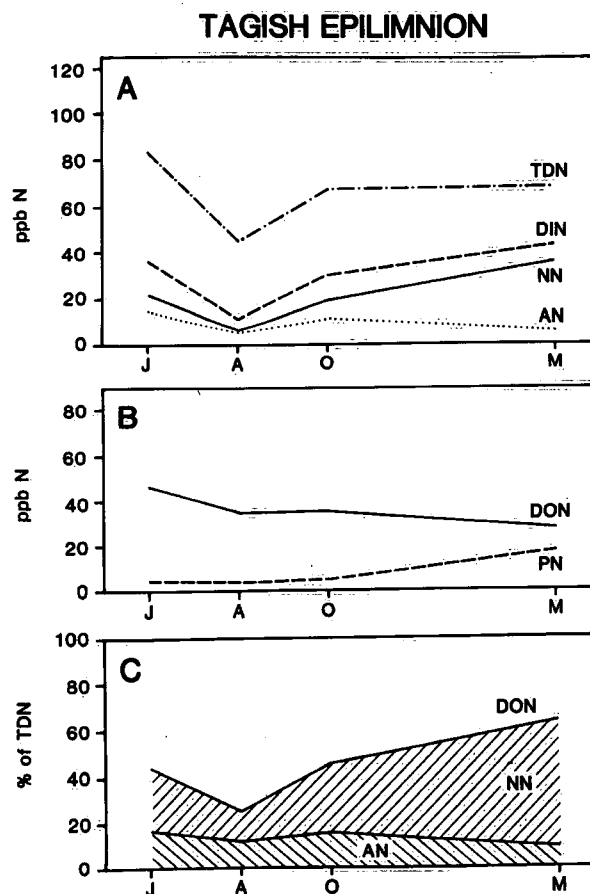 TAGISH EPILIMNION
A
120
100
80
60
40
20
0
ppb N
TDN
DIN
NN
AN
J A O M
B
80
60
40
20
0
ppb N
DON
PN
J A O M
C
100
80
60
40
20
0
% of TDN
DON
NN
AN
J A O M